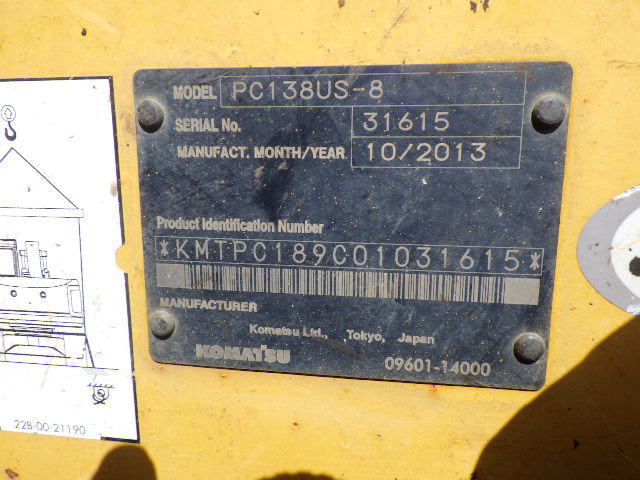 MODEL PC138US-8
SERIAL No. 31615
MANUFACT. MONTH/YEAR 10/2013
Product Identification Number
*KMTPC189C01031615*
MANUFACTURER
Komatsu Ltd., Tokyo, Japan
KOMATSU 09601-14000
22B-00-21190